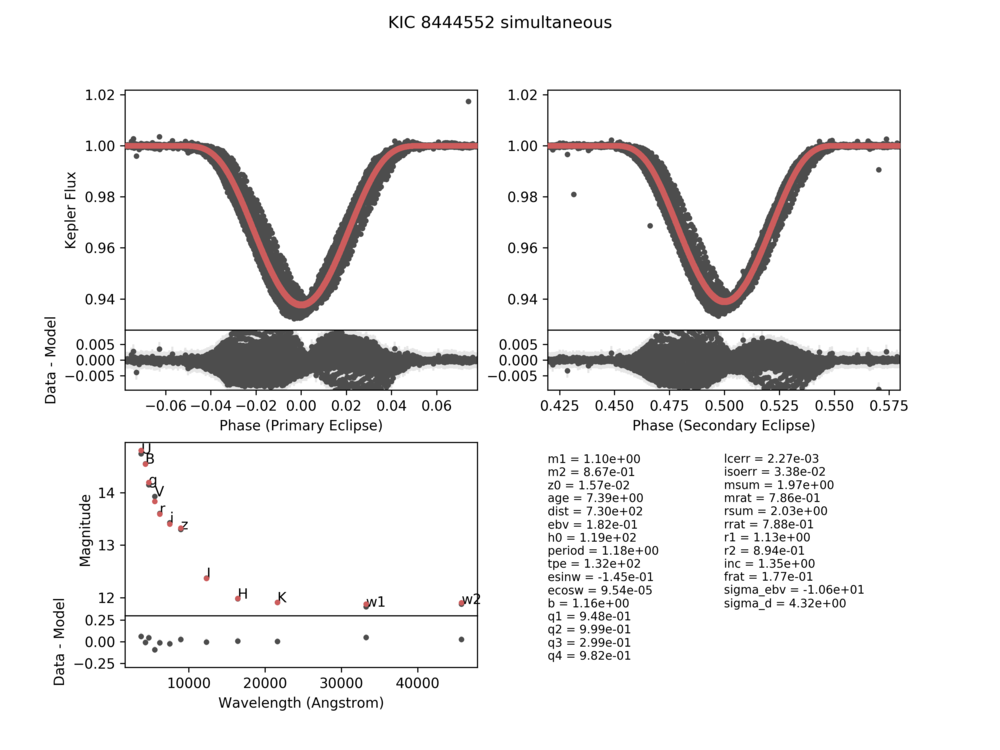 KIC 8444552 simultaneous
1.02
1.00
0.98
0.96
0.94
Kepler Flux
0.005
0.000
−0.005
Data - Model
−0.06 −0.04 −0.02 0.00 0.02 0.04 0.06
Phase (Primary Eclipse)
1.02
1.00
0.98
0.96
0.94
0.005
0.000
−0.005
0.425 0.450 0.475 0.500 0.525 0.550 0.575
Phase (Secondary Eclipse)
14
13
12
Magnitude
U
B
g
V
r
i
z
J
H
K
w1
w2
0.25
0.00
−0.25
Data - Model
10000 20000 30000 40000
Wavelength (Angstrom)
m1 = 1.10e+00
m2 = 8.67e-01
z0 = 1.57e-02
age = 7.39e+00
dist = 7.30e+02
ebv = 1.82e-01
h0 = 1.19e+02
period = 1.18e+00
tpe = 1.32e+02
esinw = -1.45e-01
ecosw = 9.54e-05
b = 1.16e+00
q1 = 9.48e-01
q2 = 9.99e-01
q3 = 2.99e-01
q4 = 9.82e-01
lcerr = 2.27e-03
isoerr = 3.38e-02
msum = 1.97e+00
mrat = 7.86e-01
rsum = 2.03e+00
rrat = 7.88e-01
r1 = 1.13e+00
r2 = 8.94e-01
inc = 1.35e+00
frat = 1.77e-01
sigma_ebv = -1.06e+01
sigma_d = 4.32e+00